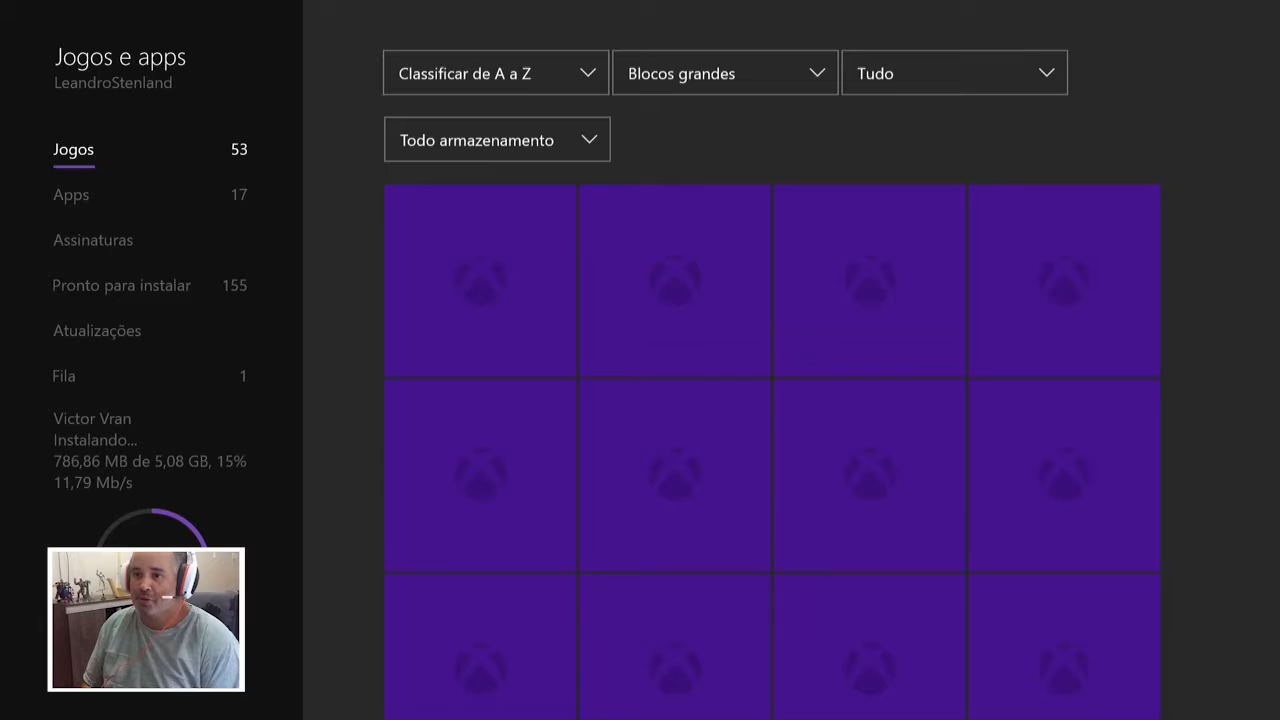 Jogos e apps
LeandroStenland
Jogos 53
Apps 17
Assinaturas
Pronto para instalar 155
Atualizações
Fila 1
Victor Vran
Instalando...
786,86 MB de 5,08 GB, 15%
11,79 Mb/s
Classificar de A a Z
Blocos grandes
Tudo
Todo armazenamento